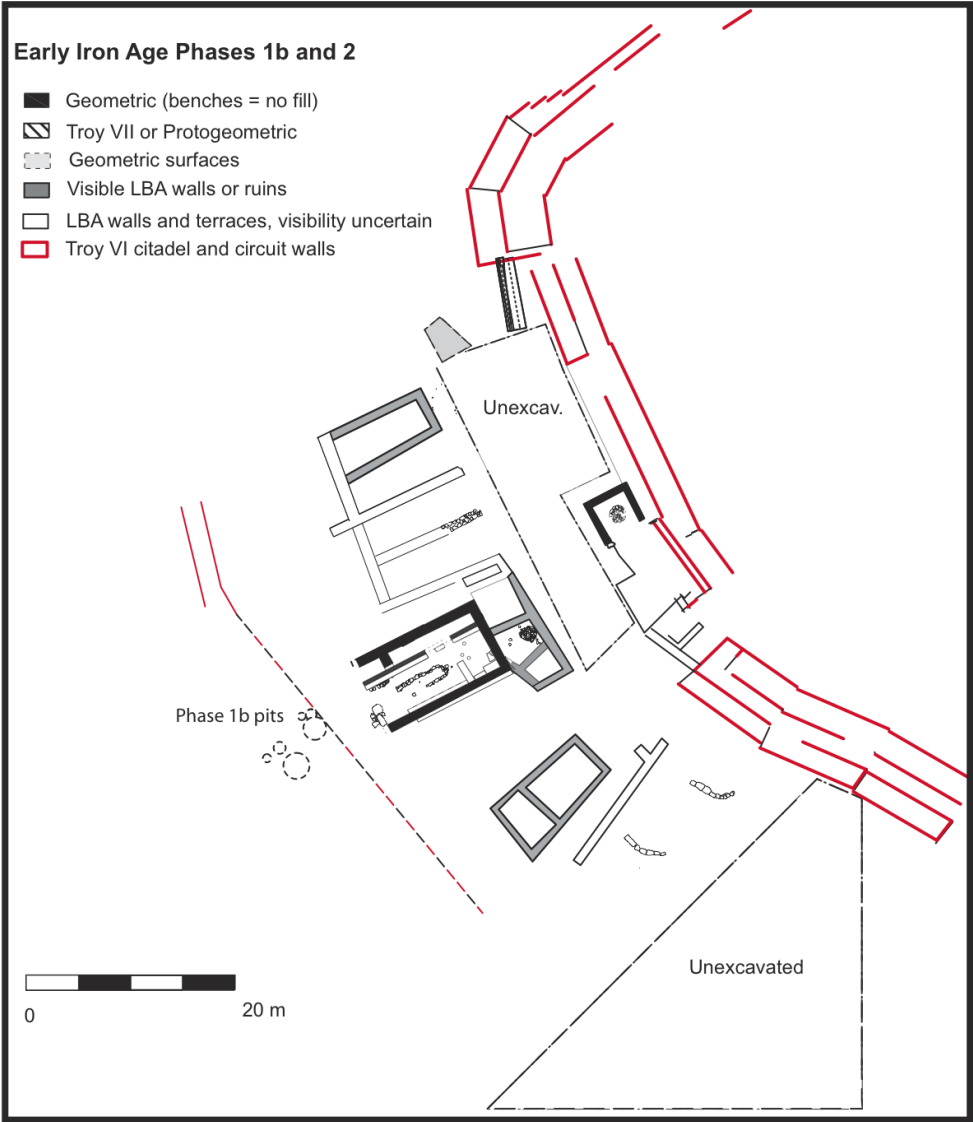 Early Iron Age Phases 1b and 2
Geometric (benches = no fill)
Troy VII or Protogeometric
Geometric surfaces
Visible LBA walls or ruins
LBA walls and terraces, visibility uncertain
Troy VI citadel and circuit walls
Unexcav.
Phase 1b pits
Unexcavated
0
20 m